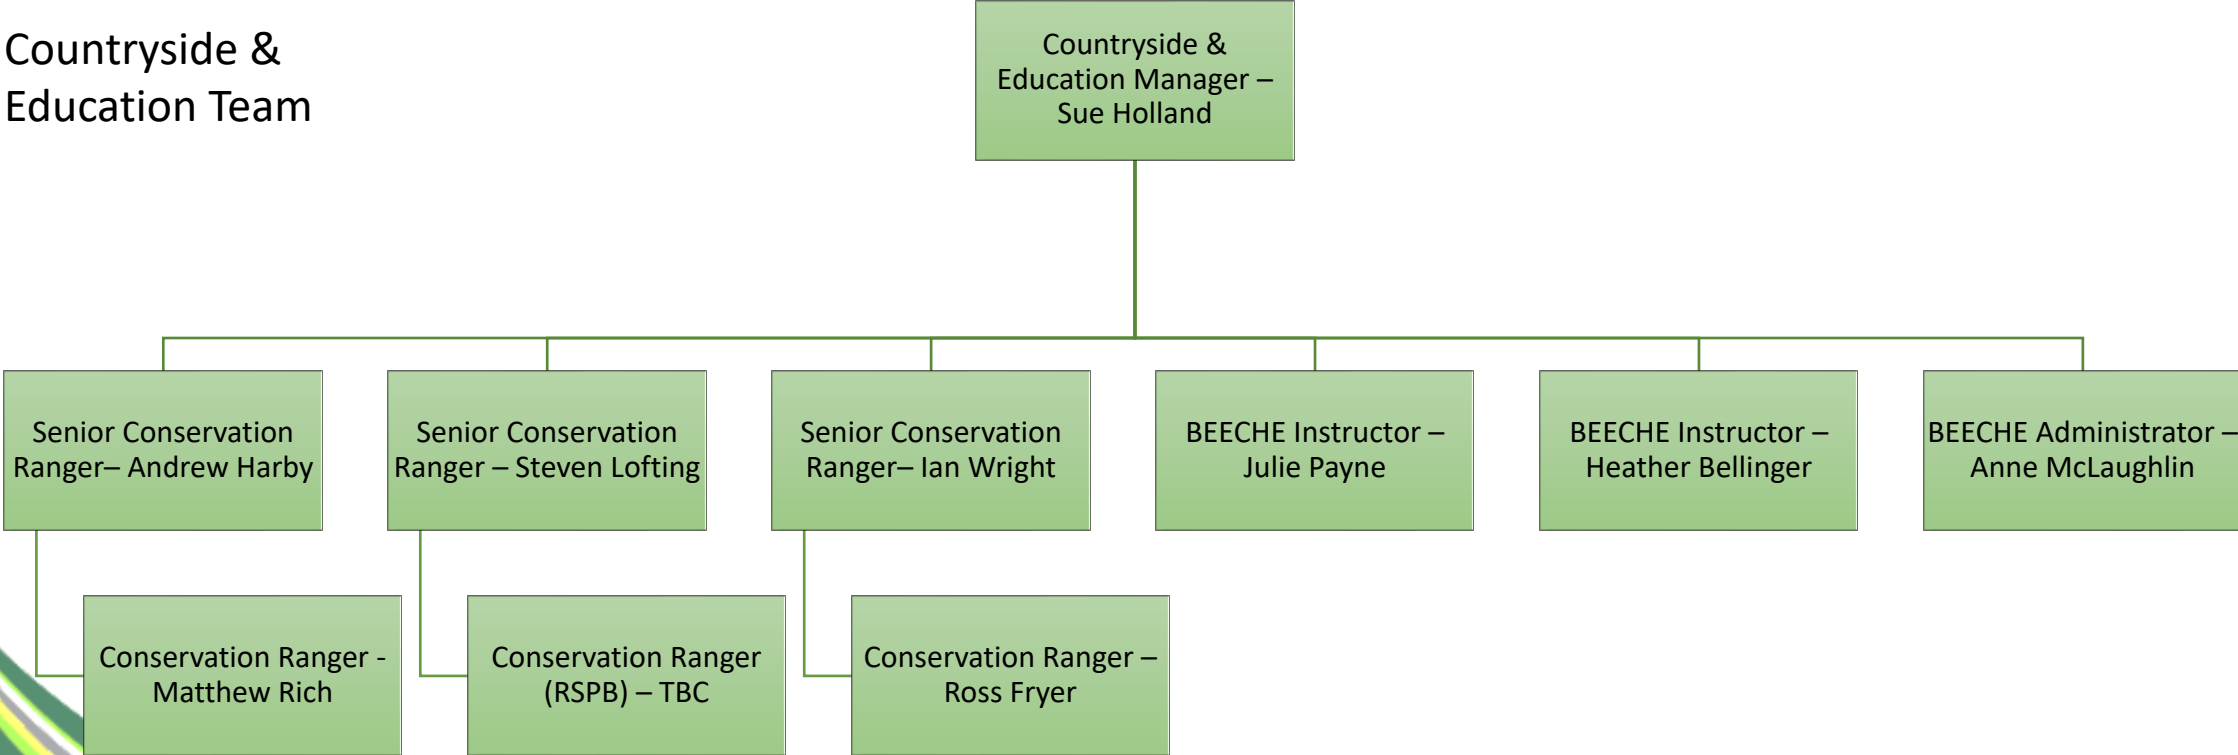 Countryside &
Education Team
Countryside &
Education Manager –
Sue Holland
Senior Conservation
Ranger– Andrew Harby
Senior Conservation
Ranger – Steven Lofting
Senior Conservation
Ranger– Ian Wright
BEECHE Instructor –
Julie Payne
BEECHE Instructor –
Heather Bellinger
BEECHE Administrator –
Anne McLaughlin
Conservation Ranger -
Matthew Rich
Conservation Ranger
(RSPB) – TBC
Conservation Ranger –
Ross Fryer